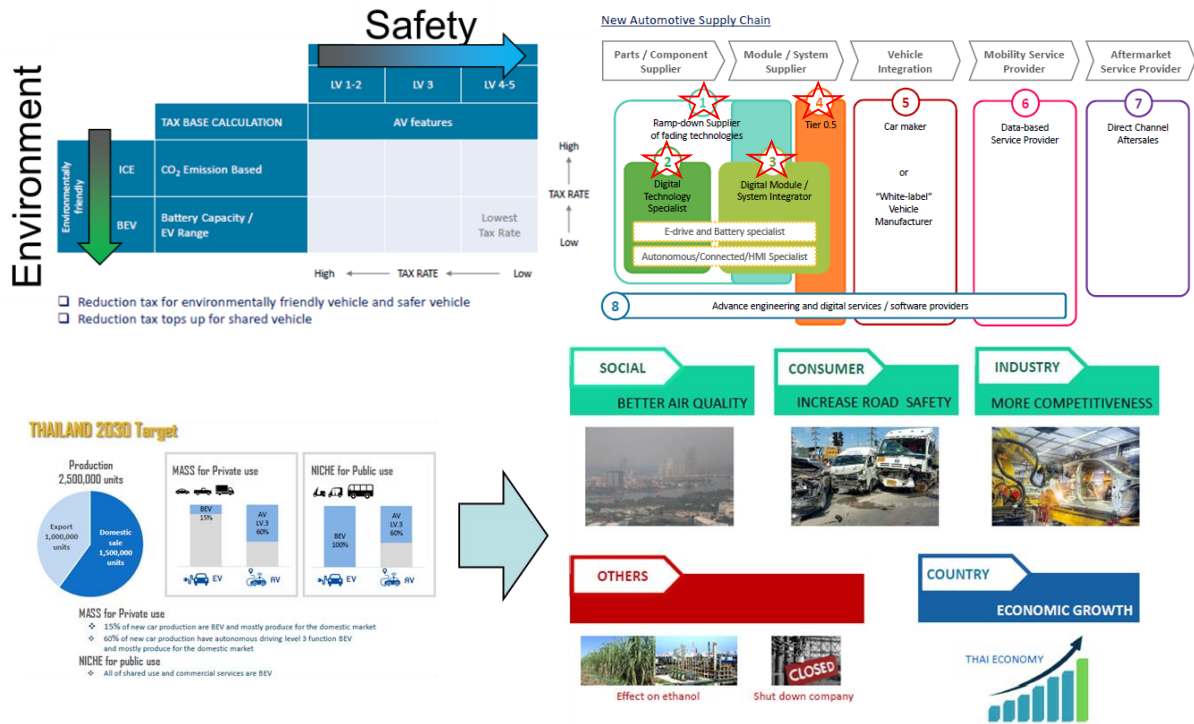 Safety
Environment
LV 1-2
LV 3
LV 4-5
TAX BASE CALCULATION
AV features
Environmentally
friendly
ICE
CO₂ Emission Based
BEV
Battery Capacity /
EV Range
Lowest
Tax Rate
High
TAX RATE
Low
High
TAX RATE
Low
❑ Reduction tax for environmentally friendly vehicle and safer vehicle
❑ Reduction tax tops up for shared vehicle
New Automotive Supply Chain
Parts / Component
Supplier
Module / System
Supplier
Vehicle
Integration
Mobility Service
Provider
Aftermarket
Service Provider
1
Ramp-down Supplier
of fading technologies
2
Digital
Technology
Specialist
3
Digital Module /
System Integrator
4
Tier 0.5
5
Car maker
or
"White-label"
Vehicle
Manufacturer
6
Data-based
Service Provider
7
Direct Channel
Aftersales
E-drive and Battery specialist
Autonomous/Connected/HMI Specialist
8
Advance engineering and digital services / software providers
THAILAND 2030 Target
Production
2,500,000 units
Export
1,000,000
units
Domestic
sale
1,500,000
units
MASS for Private use
BEV
15%
AV
LV.3
60%
EV
AV
NICHE for Public use
BEV
100%
AV
LV.3
60%
EV
AV
MASS for Private use
❖ 15% of new car production are BEV and mostly produce for the domestic market
❖ 60% of new car production have autonomous driving level 3 function BEV
and mostly produce for the domestic market
NICHE for public use
❖ All of shared use and commercial services are BEV
SOCIAL
BETTER AIR QUALITY
CONSUMER
INCREASE ROAD SAFETY
INDUSTRY
MORE COMPETITIVENESS
OTHERS
Effect on ethanol
CLOSED
Shut down company
COUNTRY
ECONOMIC GROWTH
THAI ECONOMY